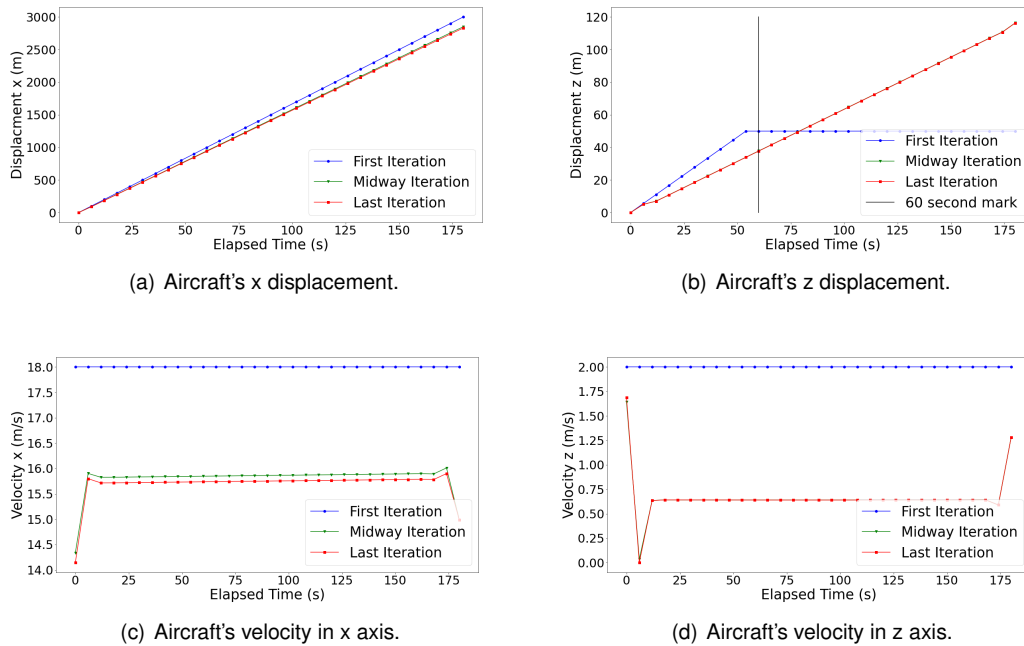 Displacment x (m)
3000
2500
2000
1500
1000
500
0
First Iteration
Midway Iteration
Last Iteration
0 25 50 75 100 125 150 175
Elapsed Time (s)
(a) Aircraft's x displacement.
Displacement z (m)
120
100
80
60
40
20
0
First Iteration
Midway Iteration
Last Iteration
60 second mark
0 25 50 75 100 125 150 175
Elapsed Time (s)
(b) Aircraft's z displacement.
Velocity x (m/s)
18.0
17.5
17.0
16.5
16.0
15.5
15.0
14.5
14.0
First Iteration
Midway Iteration
Last Iteration
0 25 50 75 100 125 150 175
Elapsed Time (s)
(c) Aircraft's velocity in x axis.
Velocity z (m/s)
2.00
1.75
1.50
1.25
1.00
0.75
0.50
0.25
0.00
First Iteration
Midway Iteration
Last Iteration
0 25 50 75 100 125 150 175
Elapsed Time (s)
(d) Aircraft's velocity in z axis.